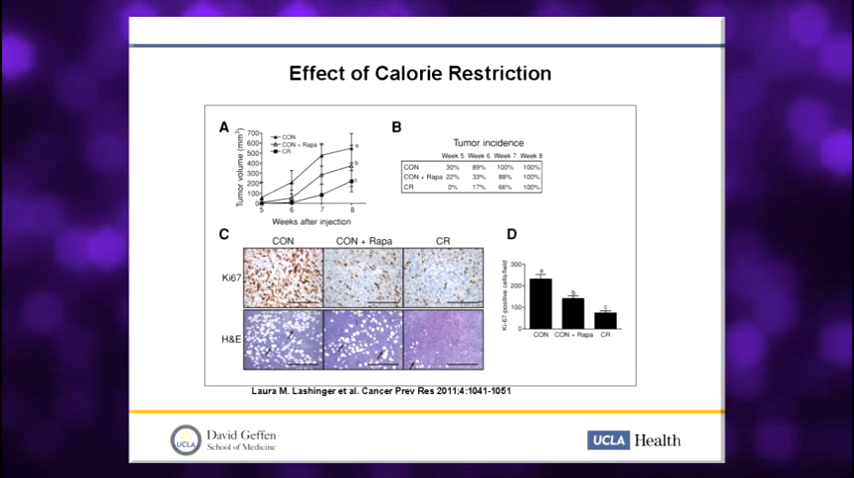 Effect of Calorie Restriction
A
Tumor volume (mm³)
700
600
500
400
300
200
100
0
CON
CON + Rapa
CR
a
b
c
5 6 7 8
Weeks after injection
B
Tumor incidence
Week 5 Week 6 Week 7 Week 8
CON 30% 89% 100% 100%
CON + Rapa 22% 33% 88% 100%
CR 0% 17% 66% 100%
C
CON CON + Rapa CR
Ki67
H&E
D
Ki-67-positive cells/field
300
200
100
0
a
b
c
CON CON + Rapa CR
Laura M. Lashinger et al. Cancer Prev Res 2011;4:1041-1051
UCLA
David Geffen
School of Medicine
UCLA Health